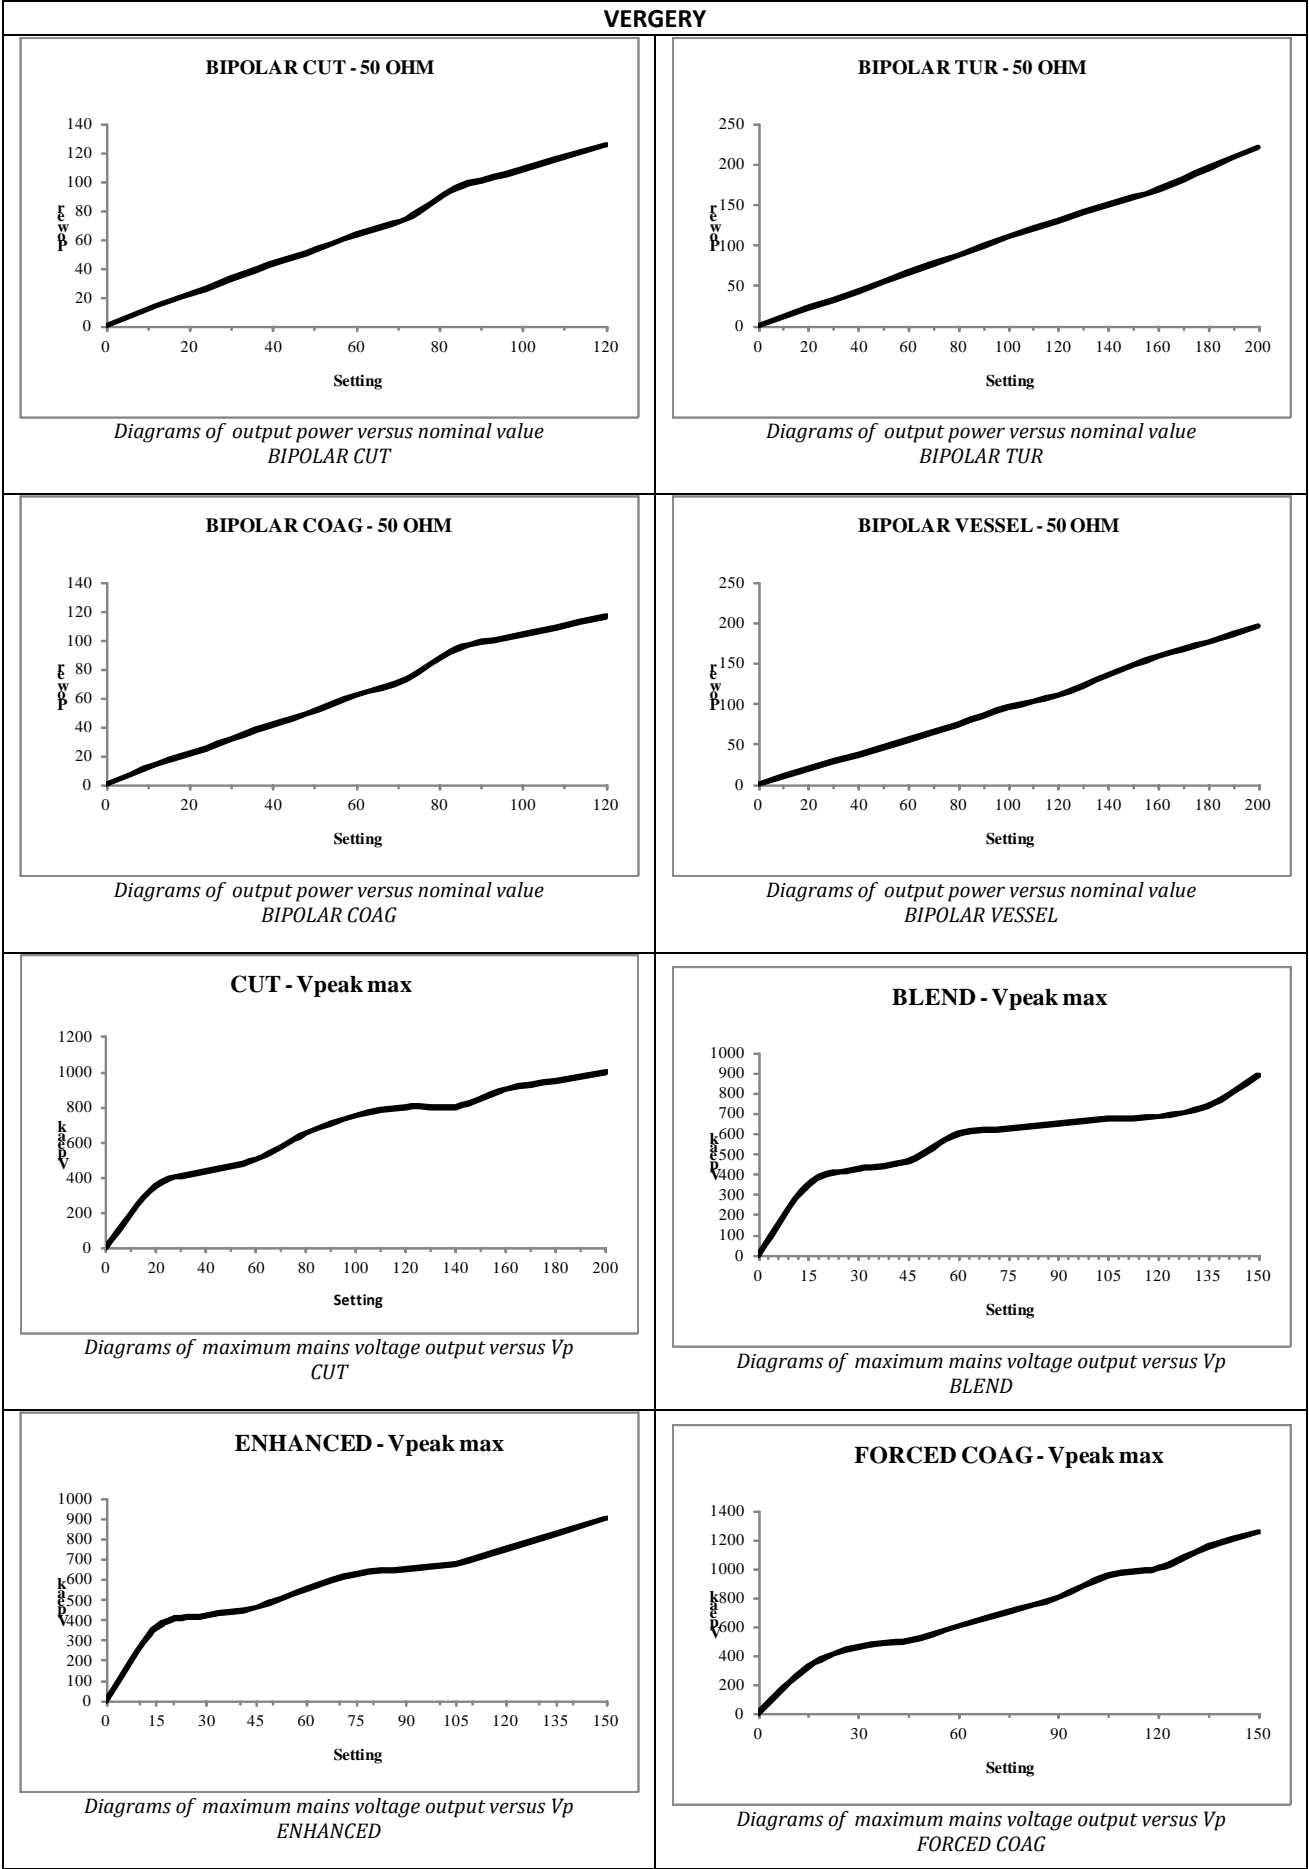 VERGERY
BIPOLAR CUT - 50 OHM
140
120
100
80
60
40
20
0
Power
0 20 40 60 80 100 120
Setting
Diagrams of output power versus nominal value
BIPOLAR CUT
BIPOLAR TUR - 50 OHM
250
200
150
100
50
0
Power
0 20 40 60 80 100 120 140 160 180 200
Setting
Diagrams of output power versus nominal value
BIPOLAR TUR
BIPOLAR COAG - 50 OHM
140
120
100
80
60
40
20
0
Power
0 20 40 60 80 100 120
Setting
Diagrams of output power versus nominal value
BIPOLAR COAG
BIPOLAR VESSEL - 50 OHM
250
200
150
100
50
0
Power
0 20 40 60 80 100 120 140 160 180 200
Setting
Diagrams of output power versus nominal value
BIPOLAR VESSEL
CUT - Vpeak max
1200
1000
800
600
400
200
0
Vpeak
0 20 40 60 80 100 120 140 160 180 200
Setting
Diagrams of maximum mains voltage output versus Vp
CUT
BLEND - Vpeak max
1000
900
800
700
600
500
400
300
200
100
0
Vpeak
0 15 30 45 60 75 90 105 120 135 150
Setting
Diagrams of maximum mains voltage output versus Vp
BLEND
ENHANCED - Vpeak max
1000
900
800
700
600
500
400
300
200
100
0
Vpeak
0 15 30 45 60 75 90 105 120 135 150
Setting
Diagrams of maximum mains voltage output versus Vp
ENHANCED
FORCED COAG - Vpeak max
1400
1200
1000
800
600
400
200
0
Vpeak
0 30 60 90 120 150
Setting
Diagrams of maximum mains voltage output versus Vp
FORCED COAG